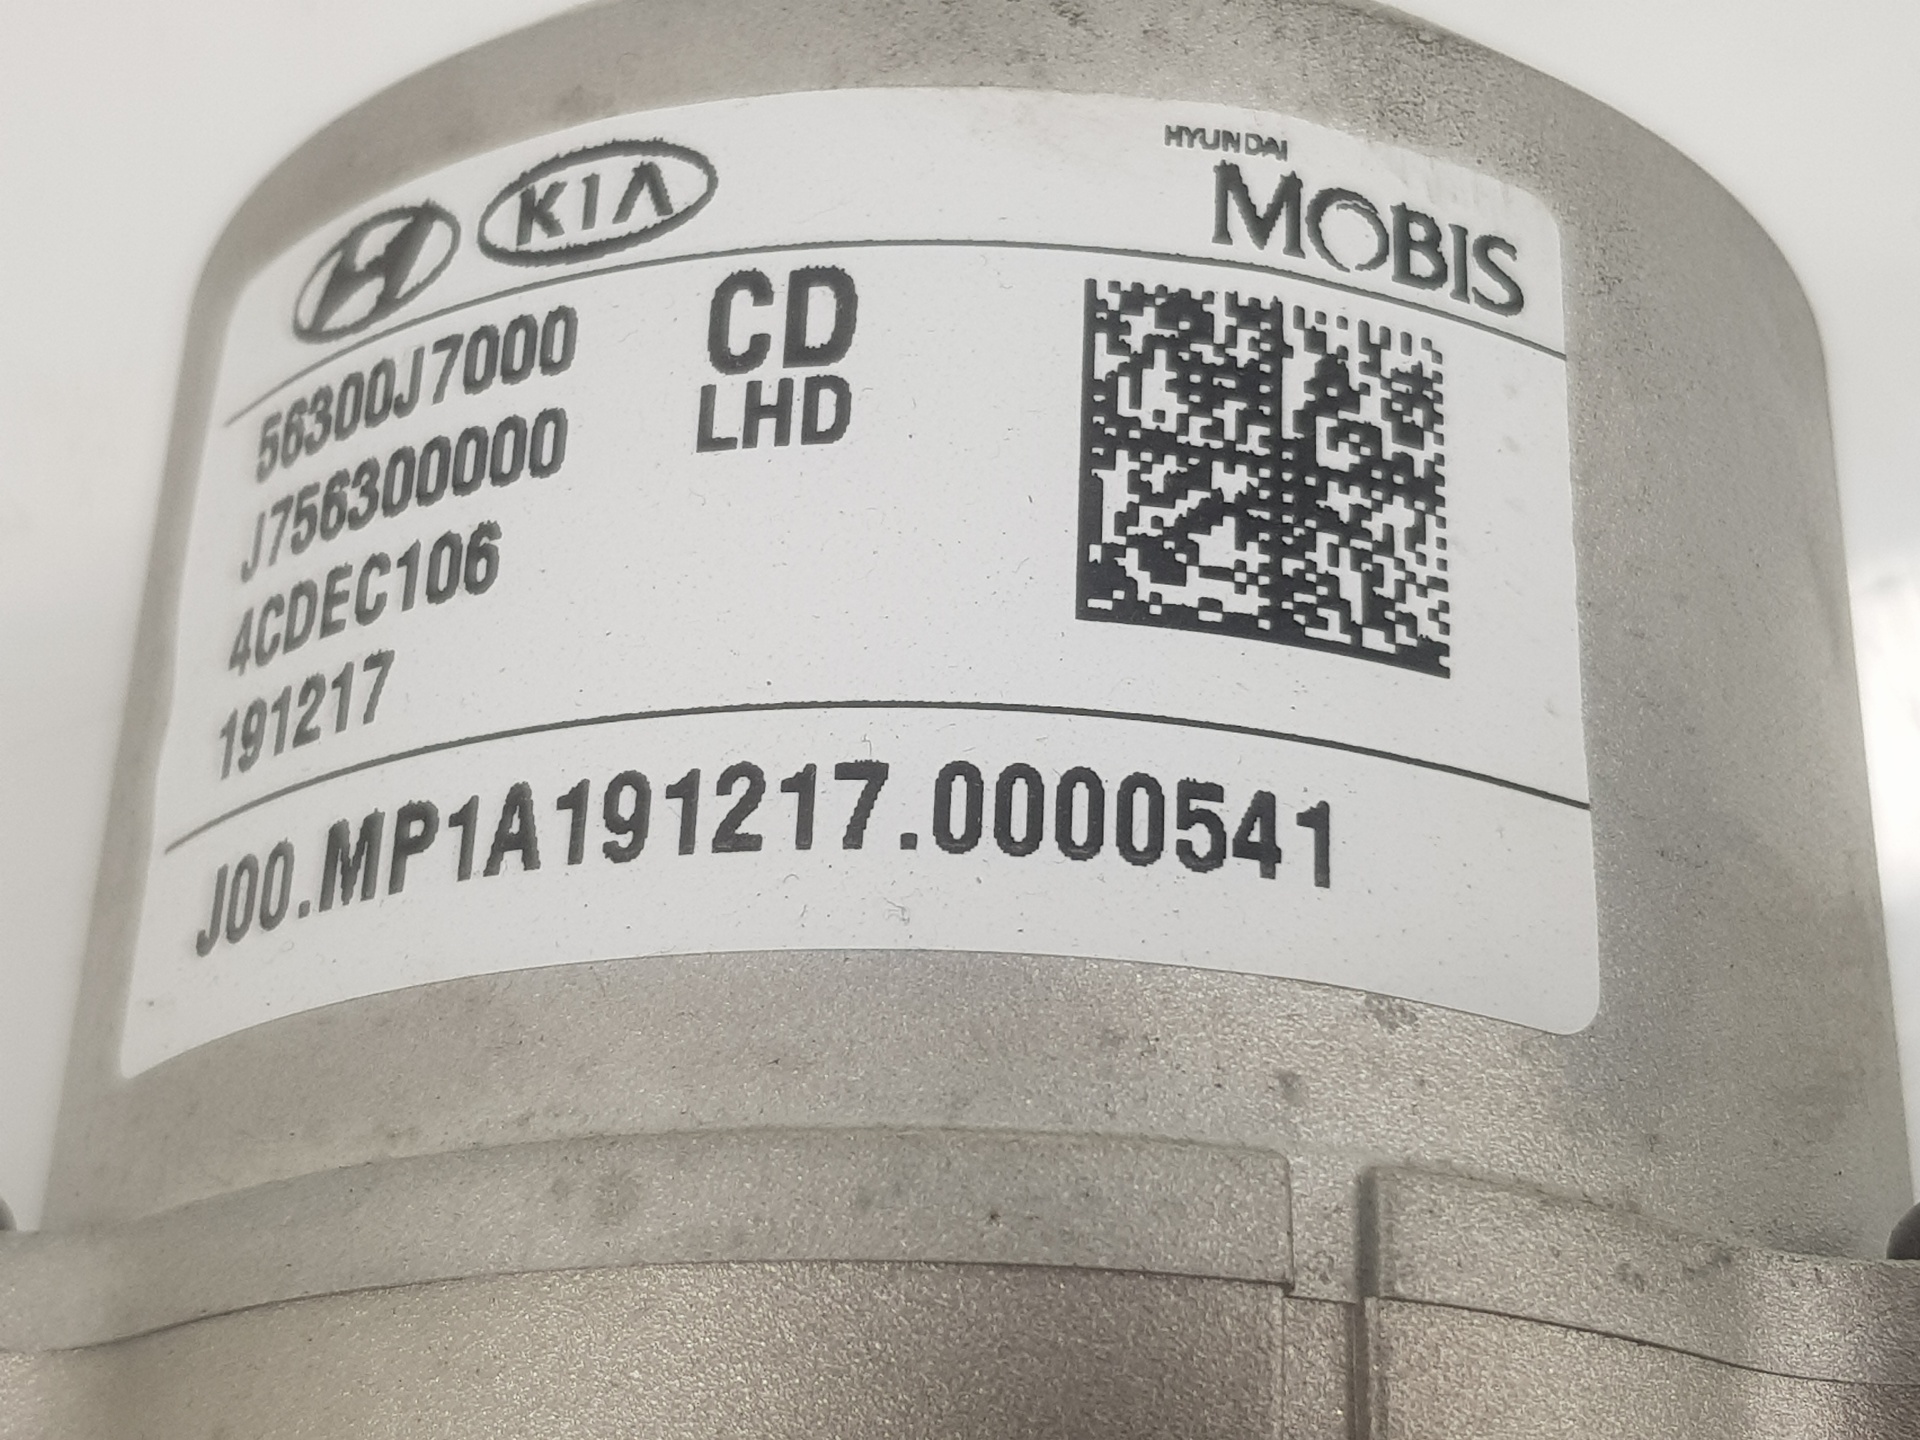 KIA
HYUNDAI
MOBIS
56300J7000
J756300000
4CDEC106
191217
CD
LHD
J00.MP1A191217.0000541